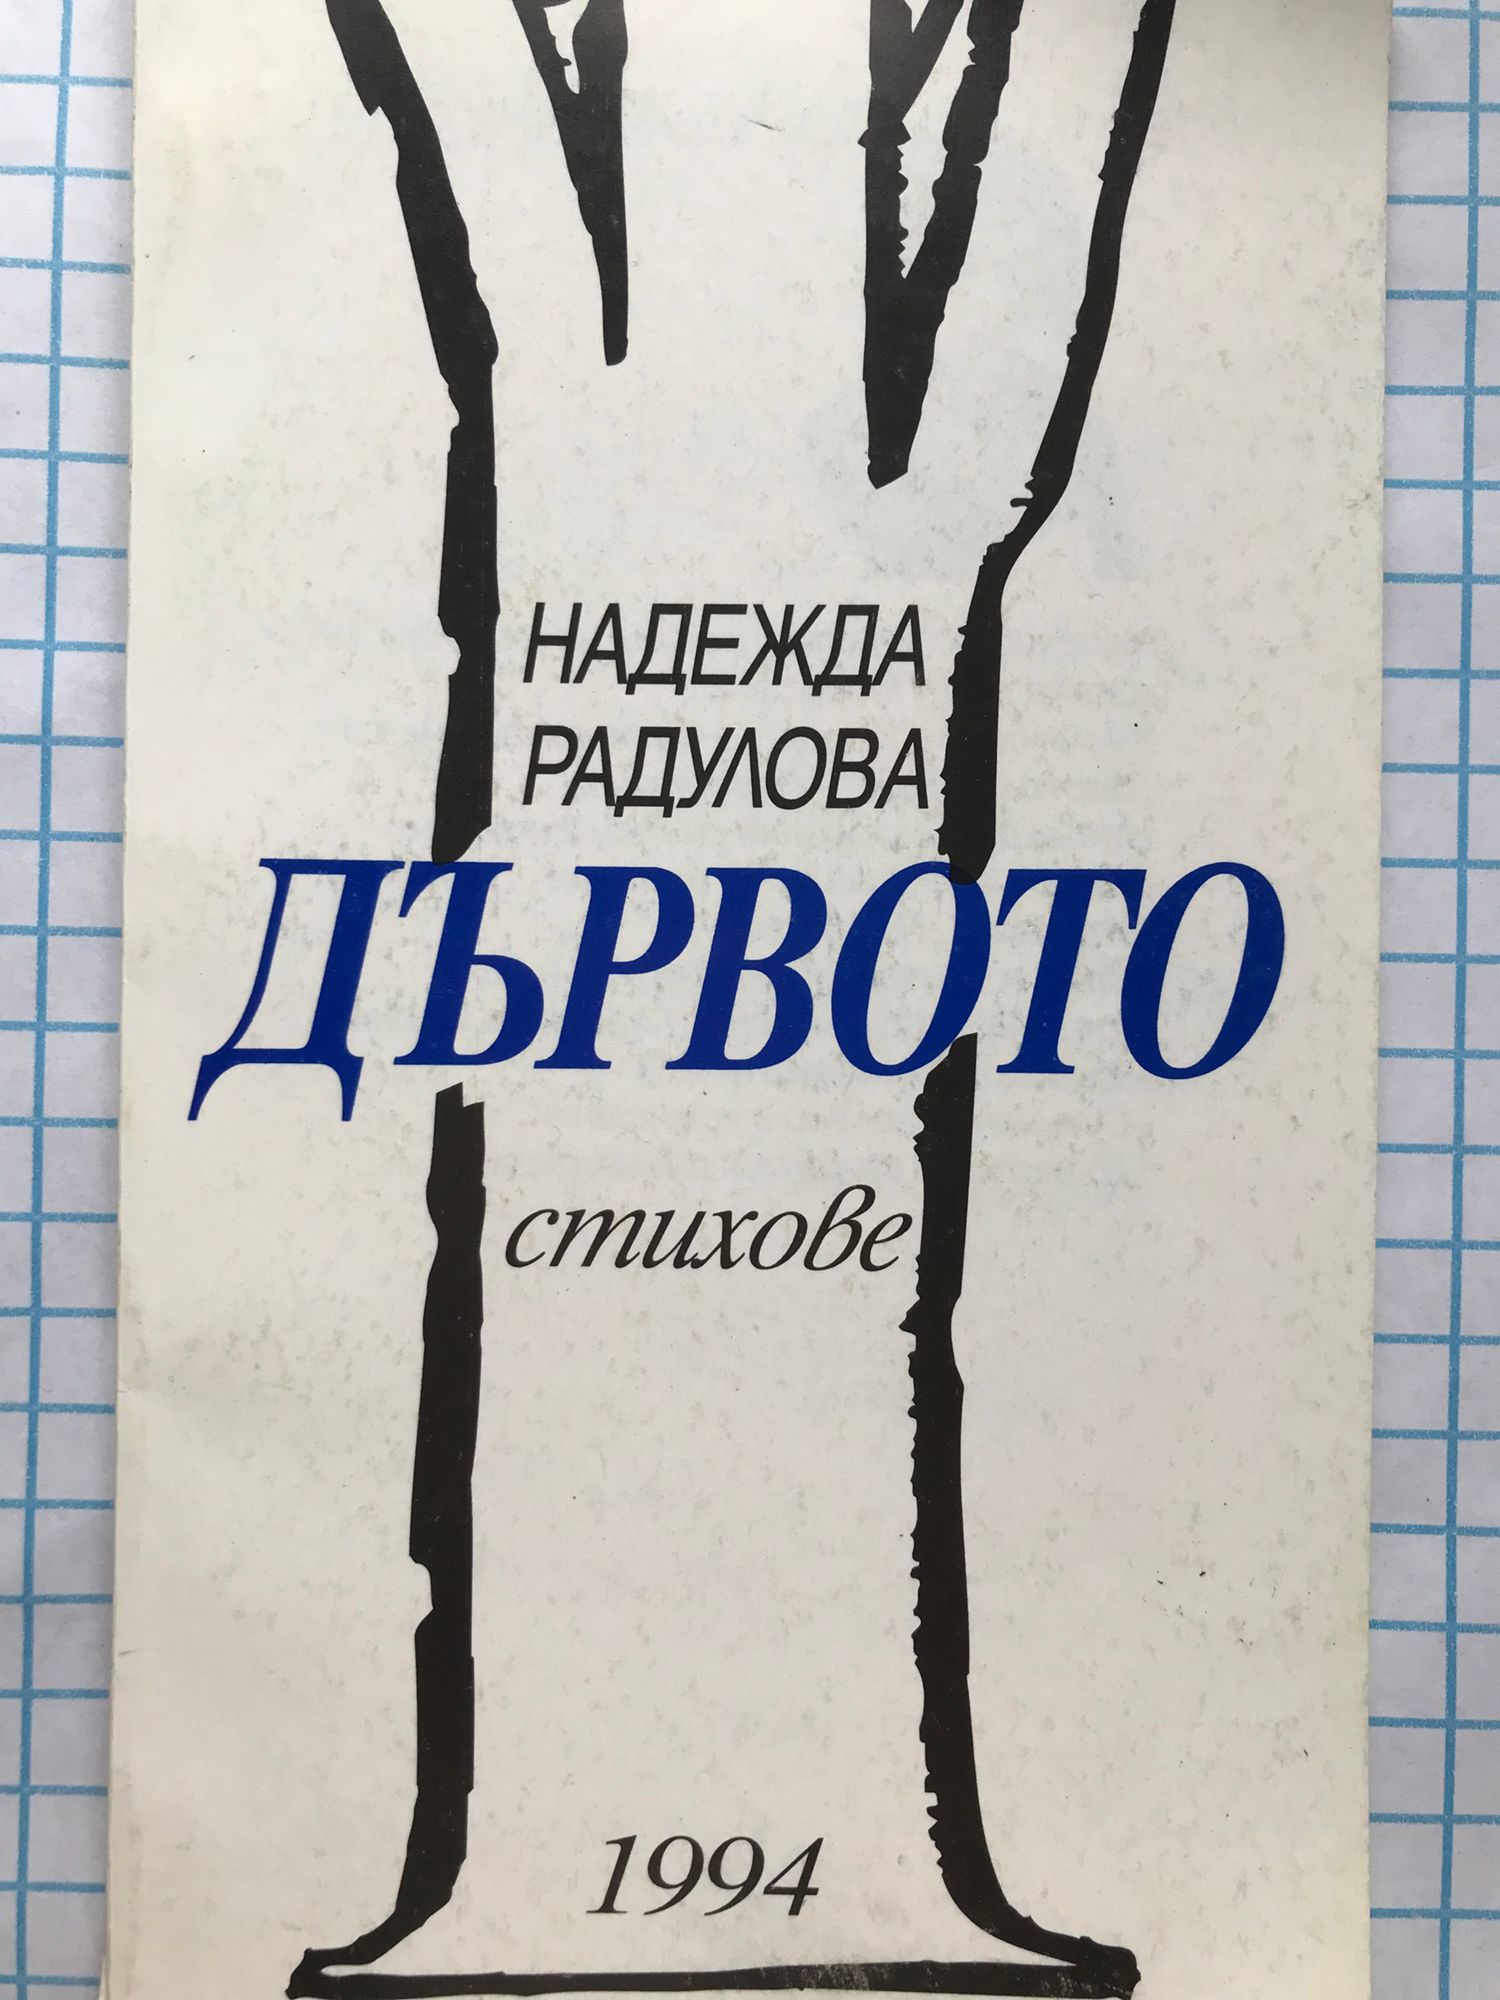 НАДЕЖДА
РАДУЛОВА
ДЪРВОТО
стихове
1994